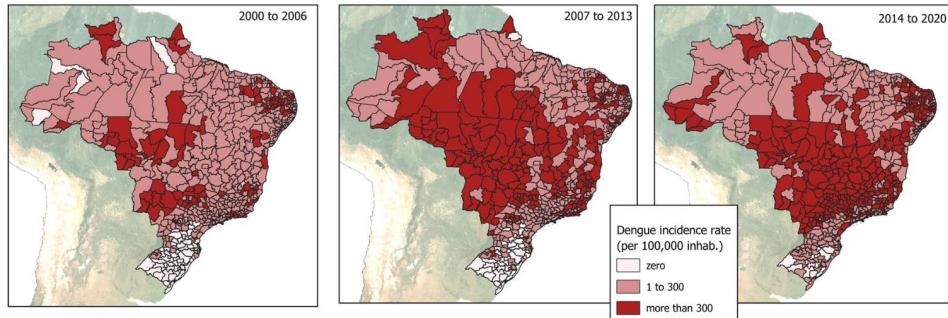 2000 to 2006
2007 to 2013
2014 to 2020
Dengue incidence rate
(per 100,000 inhab.)
zero
1 to 300
more than 300